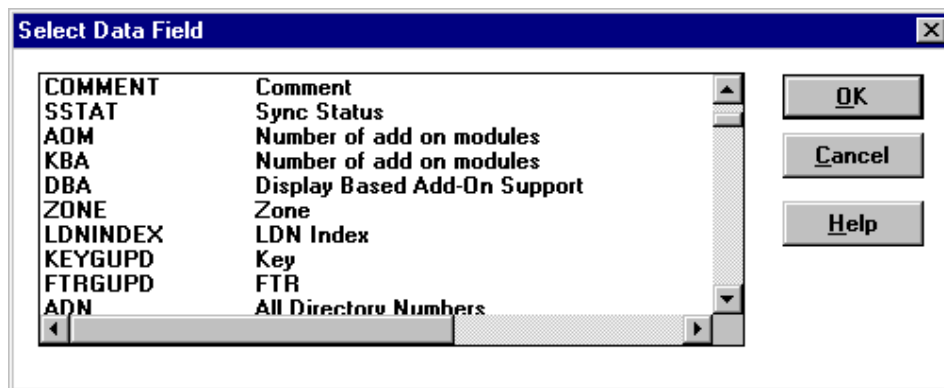 Select Data Field
COMMENT Comment
SSTAT Sync Status
AOM Number of add on modules
KBA Number of add on modules
DBA Display Based Add-On Support
ZONE Zone
LDNINDEX LDN Index
KEYGUPD Key
FTRGUPD FTR
ADN All Directory Numbers
OK
Cancel
Help